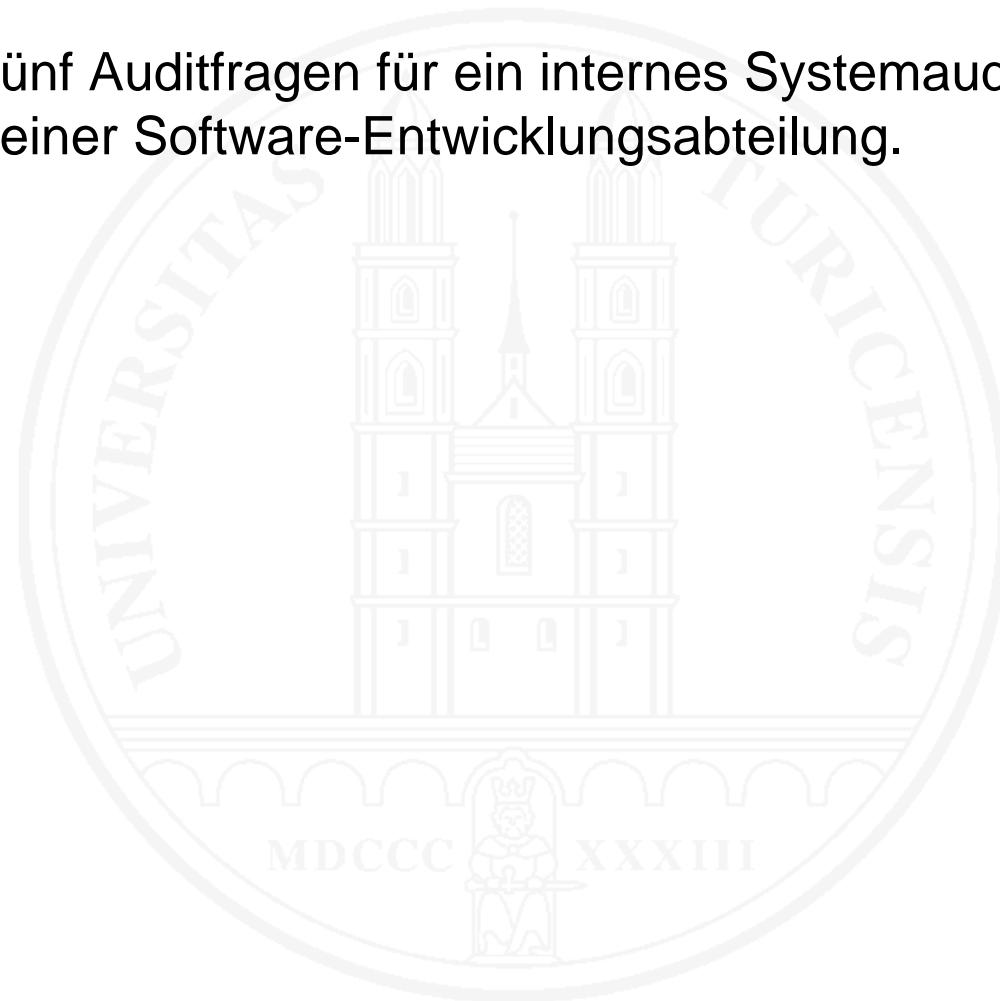 ünf Auditfragen für ein internes Systemaud
einer Software-Entwicklungsabteilung.
UNIVERSITAS TURICENSIS
MDCCC XXXIII